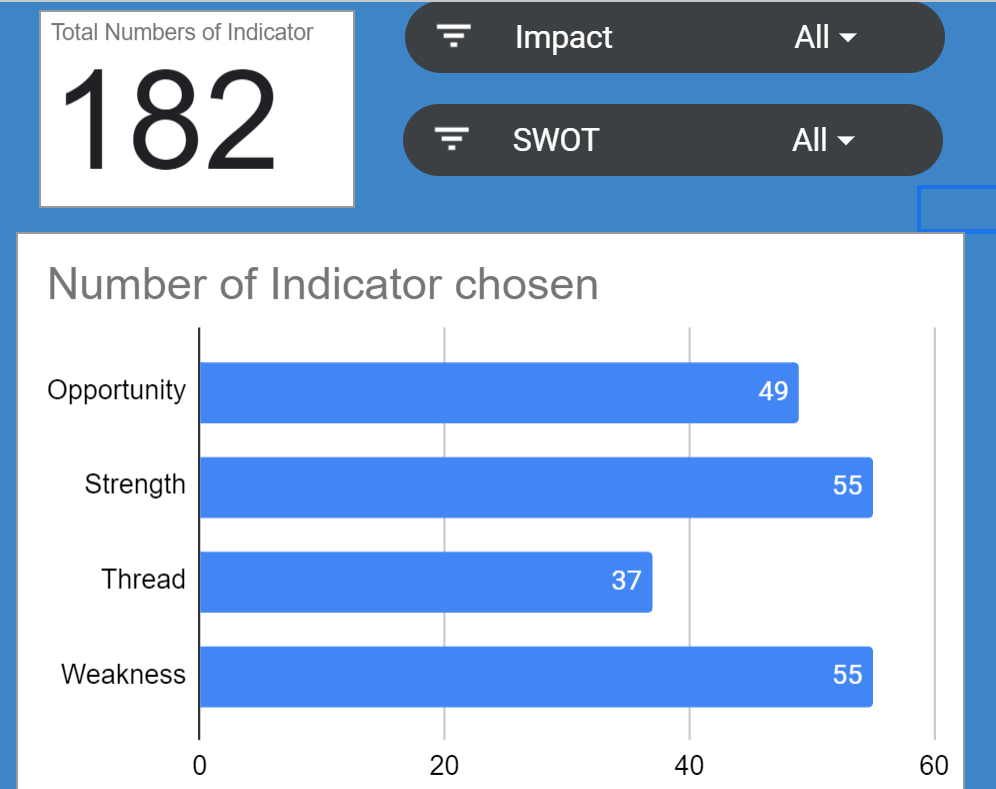 Total Numbers of Indicator
182
Impact All
SWOT All
Number of Indicator chosen
Opportunity 49
Strength 55
Thread 37
Weakness 55
0 20 40 60